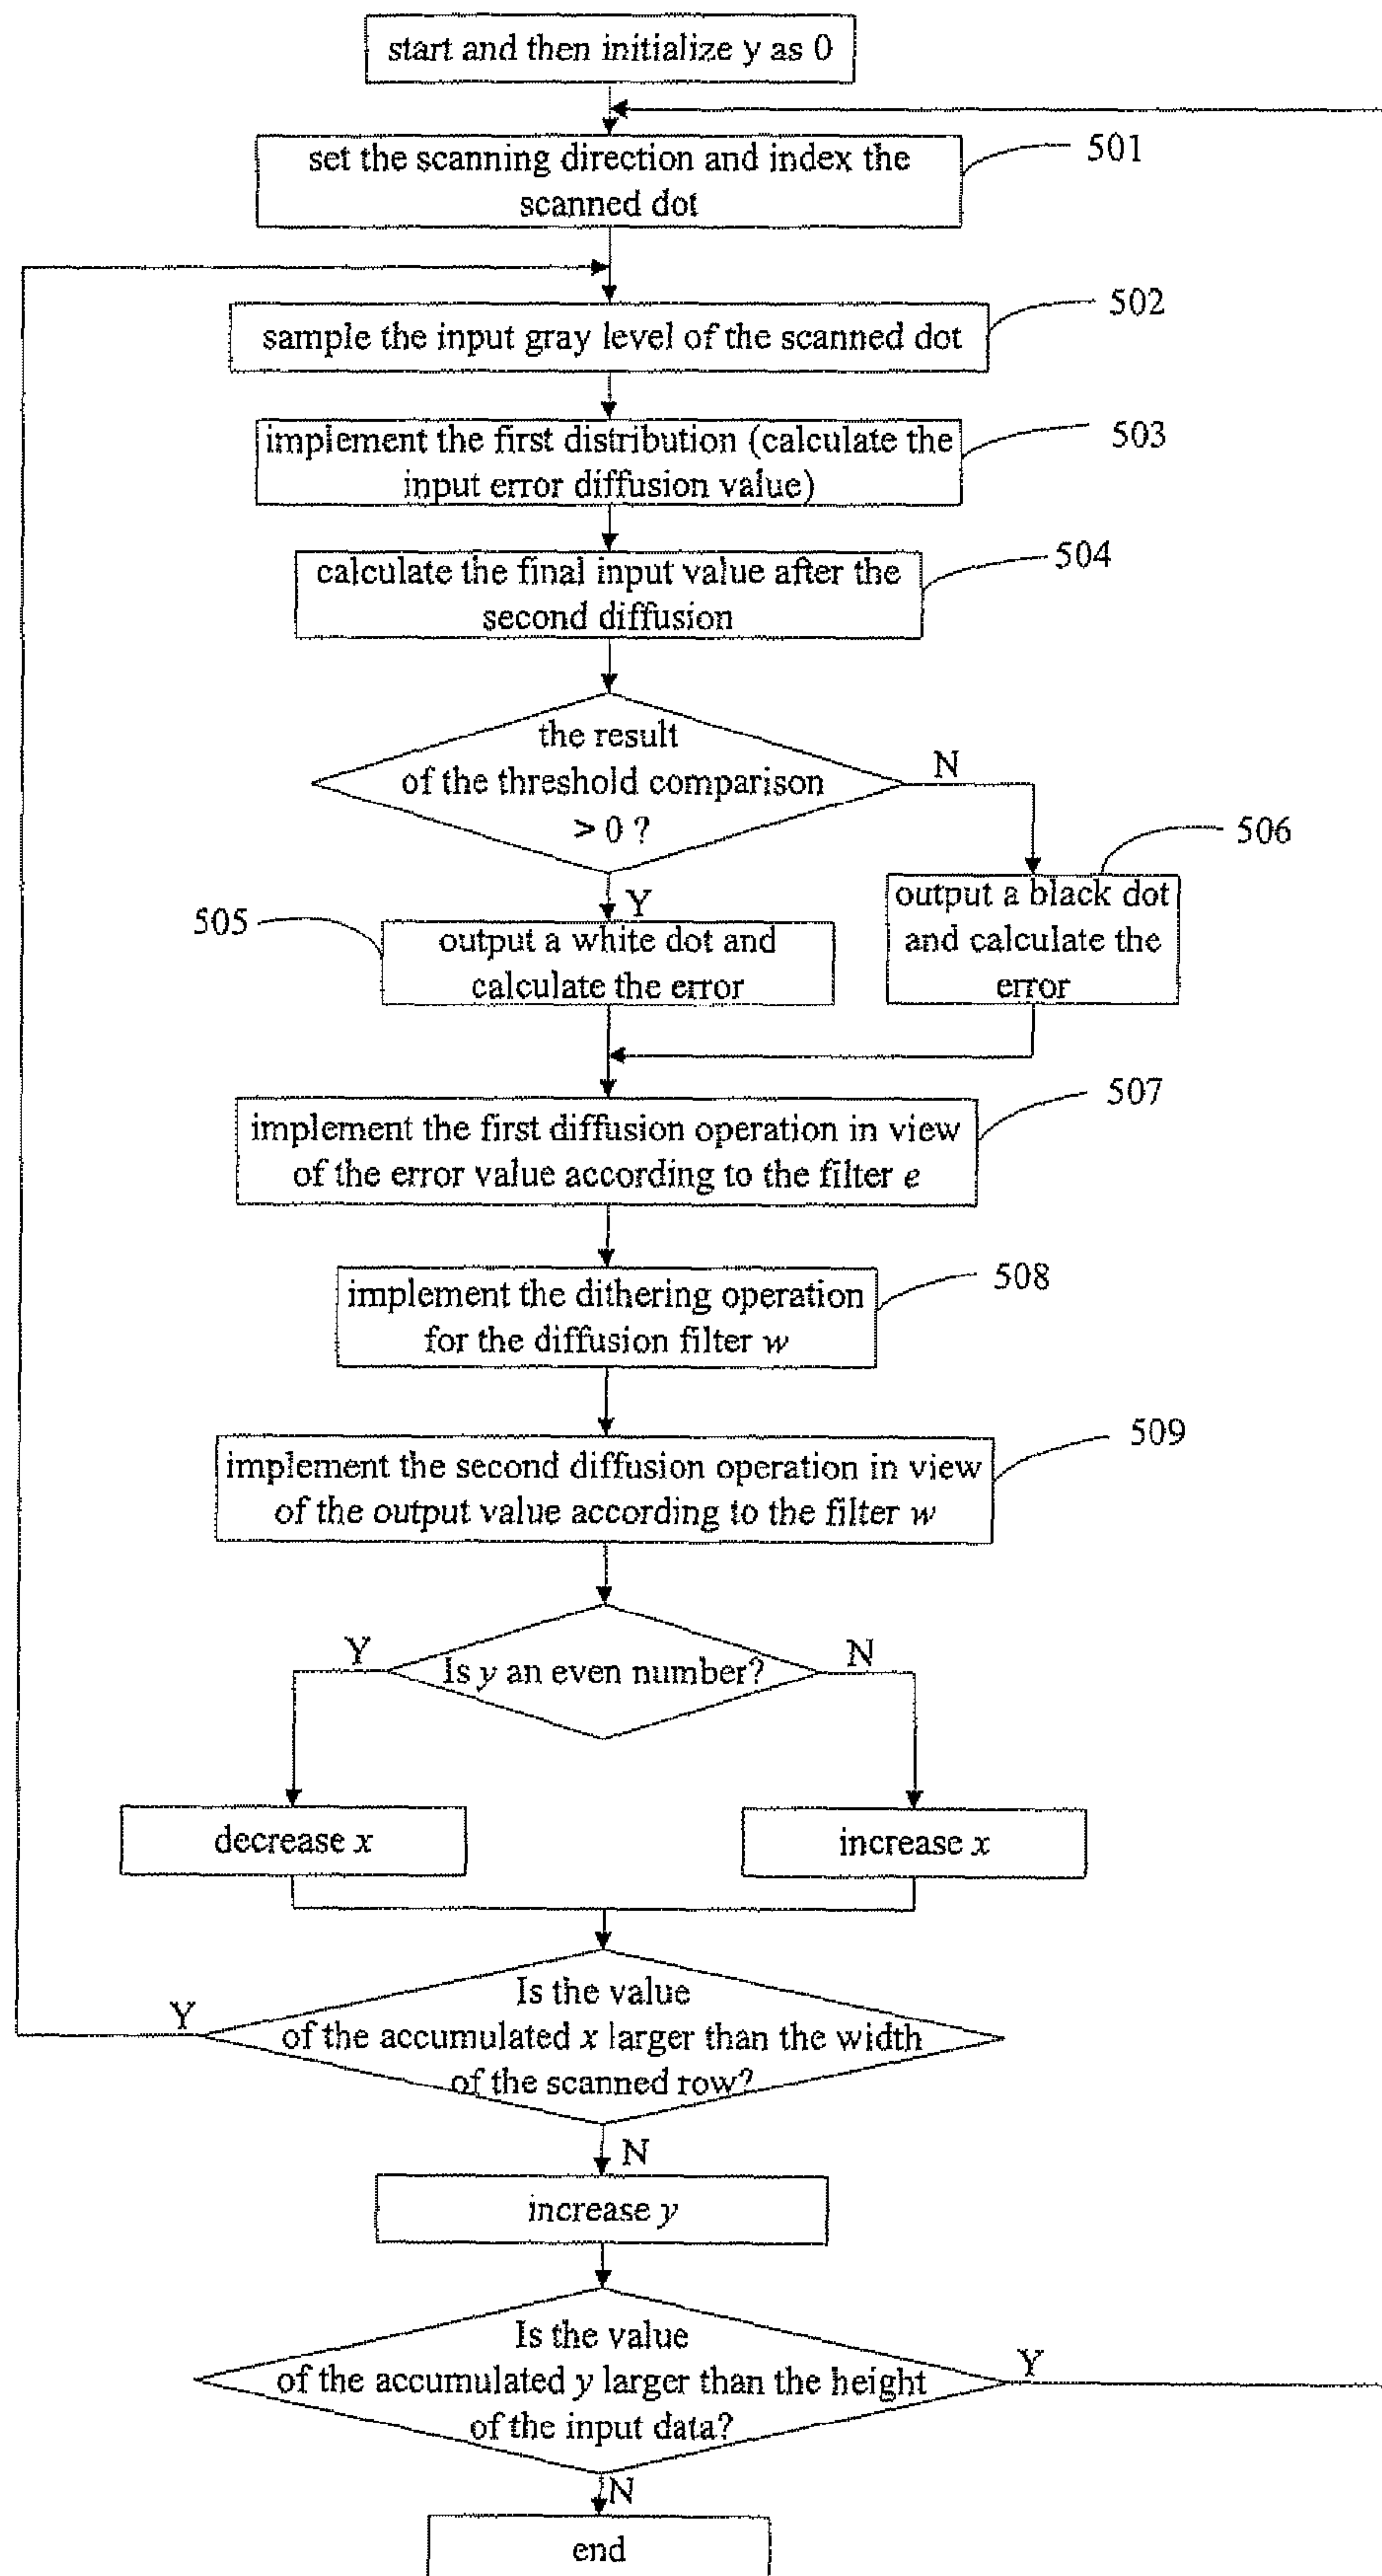 start and then initialize y as 0
set the scanning direction and index the
scanned dot
501
sample the input gray level of the scanned dot
502
implement the first distribution (calculate the
input error diffusion value)
503
calculate the final input value after the
second diffusion
504
the result
of the threshold comparison
> 0 ?
N
Y
505
output a white dot and
calculate the error
506
output a black dot
and calculate the
error
507
implement the first diffusion operation in view
of the error value according to the filter e
508
implement the dithering operation
for the diffusion filter w
509
implement the second diffusion operation in view
of the output value according to the filter w
Y
Is y an even number?
N
decrease x
increase x
Is the value
of the accumulated x larger than the width
of the scanned row?
Y
N
increase y
Is the value
of the accumulated y larger than the height
of the input data?
Y
N
end